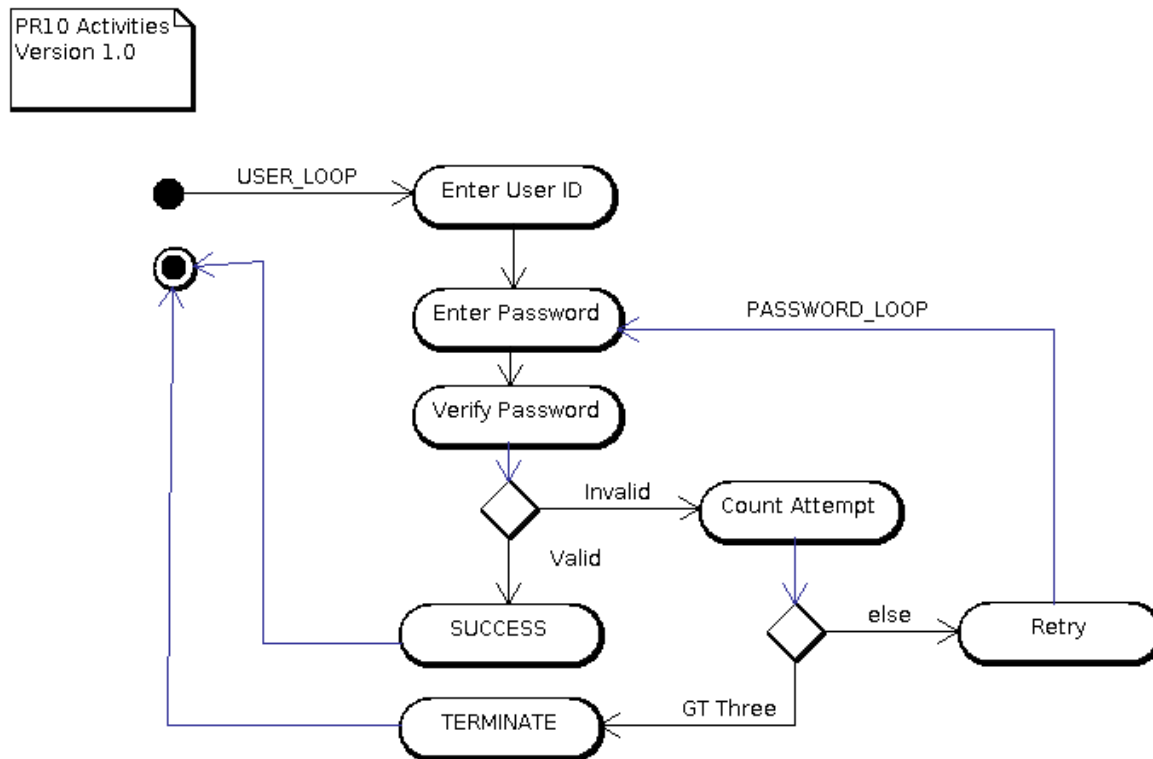 PR10 Activities
Version 1.0
USER_LOOP
Enter User ID
Enter Password
PASSWORD_LOOP
Verify Password
Invalid
Count Attempt
Valid
SUCCESS
else
Retry
TERMINATE
GT Three